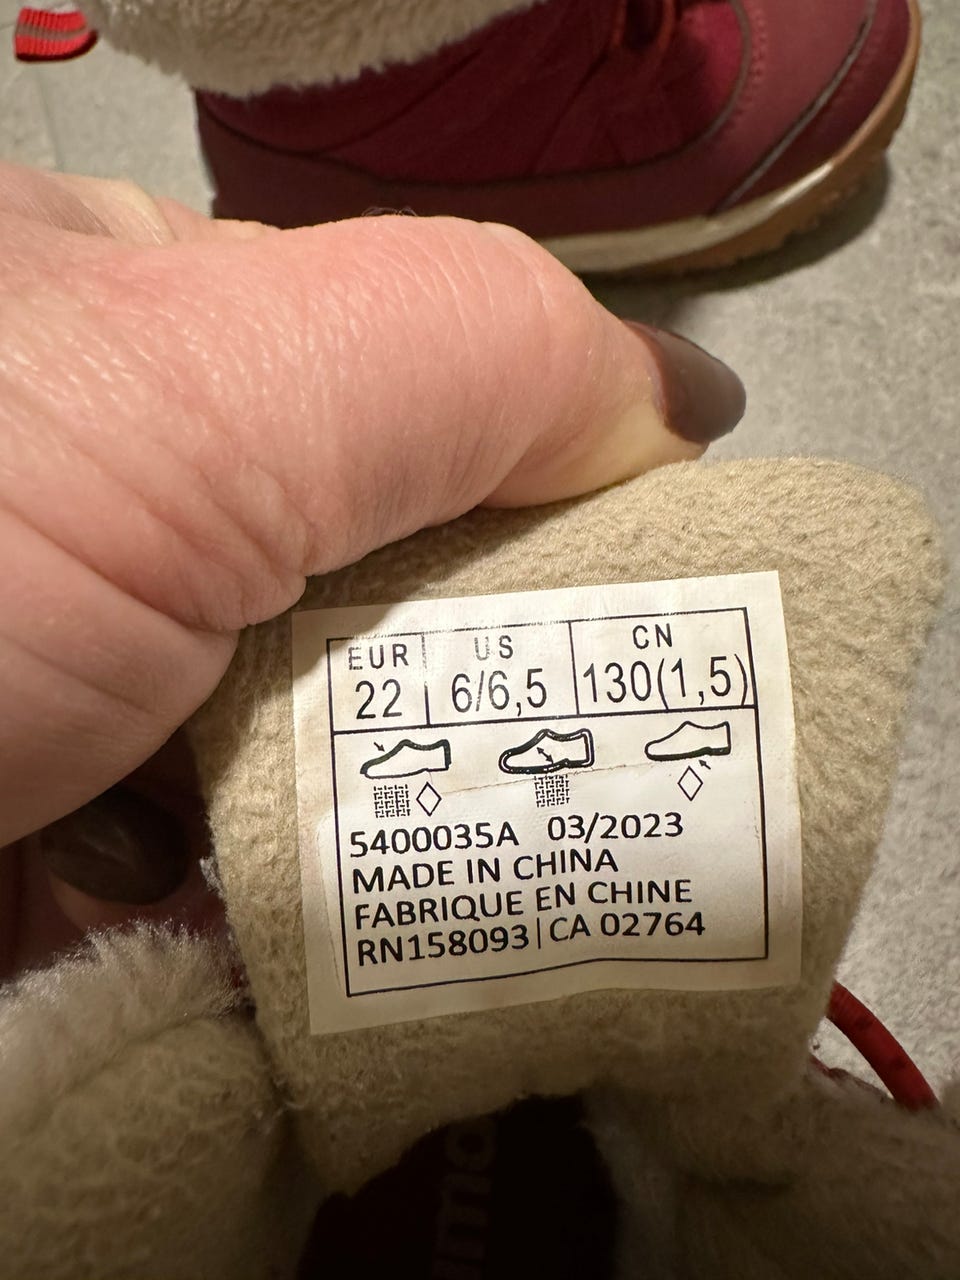 EUR US CN
22 6/6,5 130(1,5)
5400035A 03/2023
MADE IN CHINA
FABRIQUE EN CHINE
RN158093|CA 02764